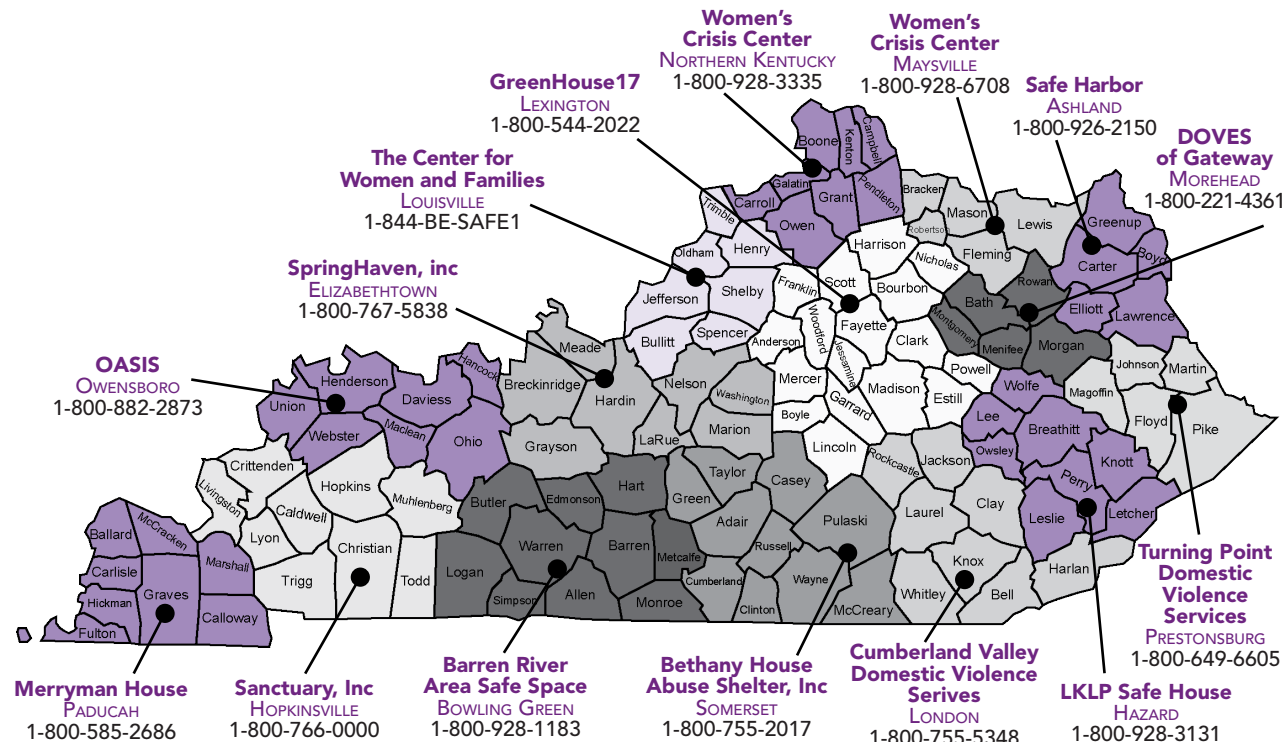 Women's
Crisis Center
Northern Kentucky
1-800-928-3335
Women's
Crisis Center
Maysville
1-800-928-6708
GreenHouse17
Lexington
1-800-544-2022
Safe Harbor
Ashland
1-800-926-2150
DOVES
of Gateway
Morehead
1-800-221-4361
The Center for
Women and Families
Louisville
1-844-BE-SAFE1
SpringHaven, inc
Elizabethtown
1-800-767-5838
OASIS
Owensboro
1-800-882-2873
Boone
Kenton
Campbell
Galatin
Carroll
Grant
Pendleton
Owen
Bracken
Mason
Robertson
Lewis
Fleming
Greenup
Carter
Boyd
Elliott
Lawrence
Trimble
Oldham
Henry
Jefferson
Shelby
Bullitt
Spencer
Harrison
Nicholas
Scott
Franklin
Bourbon
Woodford
Fayette
Anderson
Jessamine
Clark
Mercer
Madison
Powell
Estill
Boyle
Garrard
Lincoln
Rowan
Bath
Montgomery
Menifee
Morgan
Johnson
Martin
Magoffin
Floyd
Pike
Wolfe
Lee
Breathitt
Owsley
Knott
Perry
Leslie
Letcher
Meade
Breckinridge
Hardin
Nelson
Washington
Grayson
LaRue
Marion
Hancock
Henderson
Daviess
Union
Webster
Maclean
Ohio
Crittenden
Livingston
Hopkins
Muhlenberg
Caldwell
Lyon
Christian
Trigg
Todd
Butler
Edmonson
Hart
Warren
Barren
Metcalfe
Logan
Simpson
Allen
Monroe
Taylor
Green
Casey
Adair
Pulaski
Russell
Cumberland
Wayne
Clinton
McCreary
Rockcastle
Jackson
Laurel
Clay
Knox
Whitley
Bell
Harlan
Ballard
McCracken
Carlisle
Marshall
Graves
Hickman
Calloway
Fulton
Merryman House
Paducah
1-800-585-2686
Sanctuary, Inc
Hopkinsville
1-800-766-0000
Barren River
Area Safe Space
Bowling Green
1-800-928-1183
Bethany House
Abuse Shelter, Inc
Somerset
1-800-755-2017
Cumberland Valley
Domestic Violence
Serives
London
1-800-755-5348
LKLP Safe House
Hazard
1-800-928-3131
Turning Point
Domestic
Violence
Services
Prestonsburg
1-800-649-6605